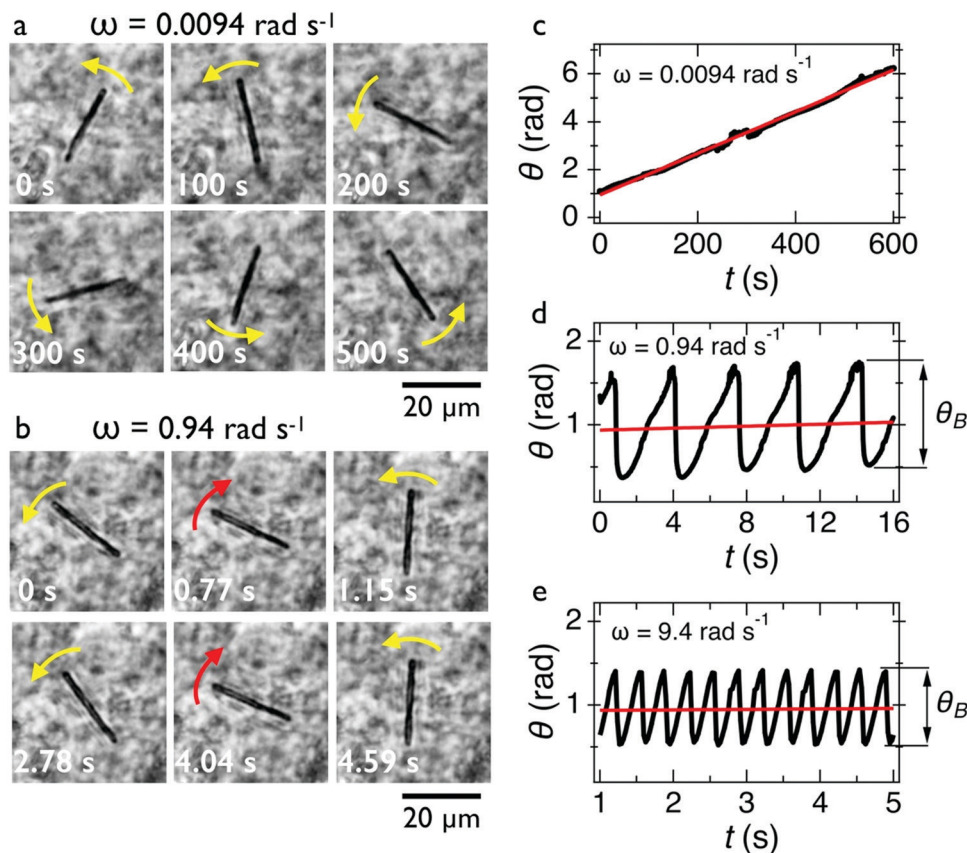 a ω = 0.0094 rad s⁻¹
0 s 100 s 200 s
300 s 400 s 500 s
20 μm
b ω = 0.94 rad s⁻¹
0 s 0.77 s 1.15 s
2.78 s 4.04 s 4.59 s
20 μm
c
ω = 0.0094 rad s⁻¹
θ (rad)
6
4
2
0
0 200 400 600
t (s)
d
ω = 0.94 rad s⁻¹
θ (rad)
2
1
θB
0 4 8 12 16
t (s)
e
ω = 9.4 rad s⁻¹
θ (rad)
2
1
θB
1 2 3 4 5
t (s)